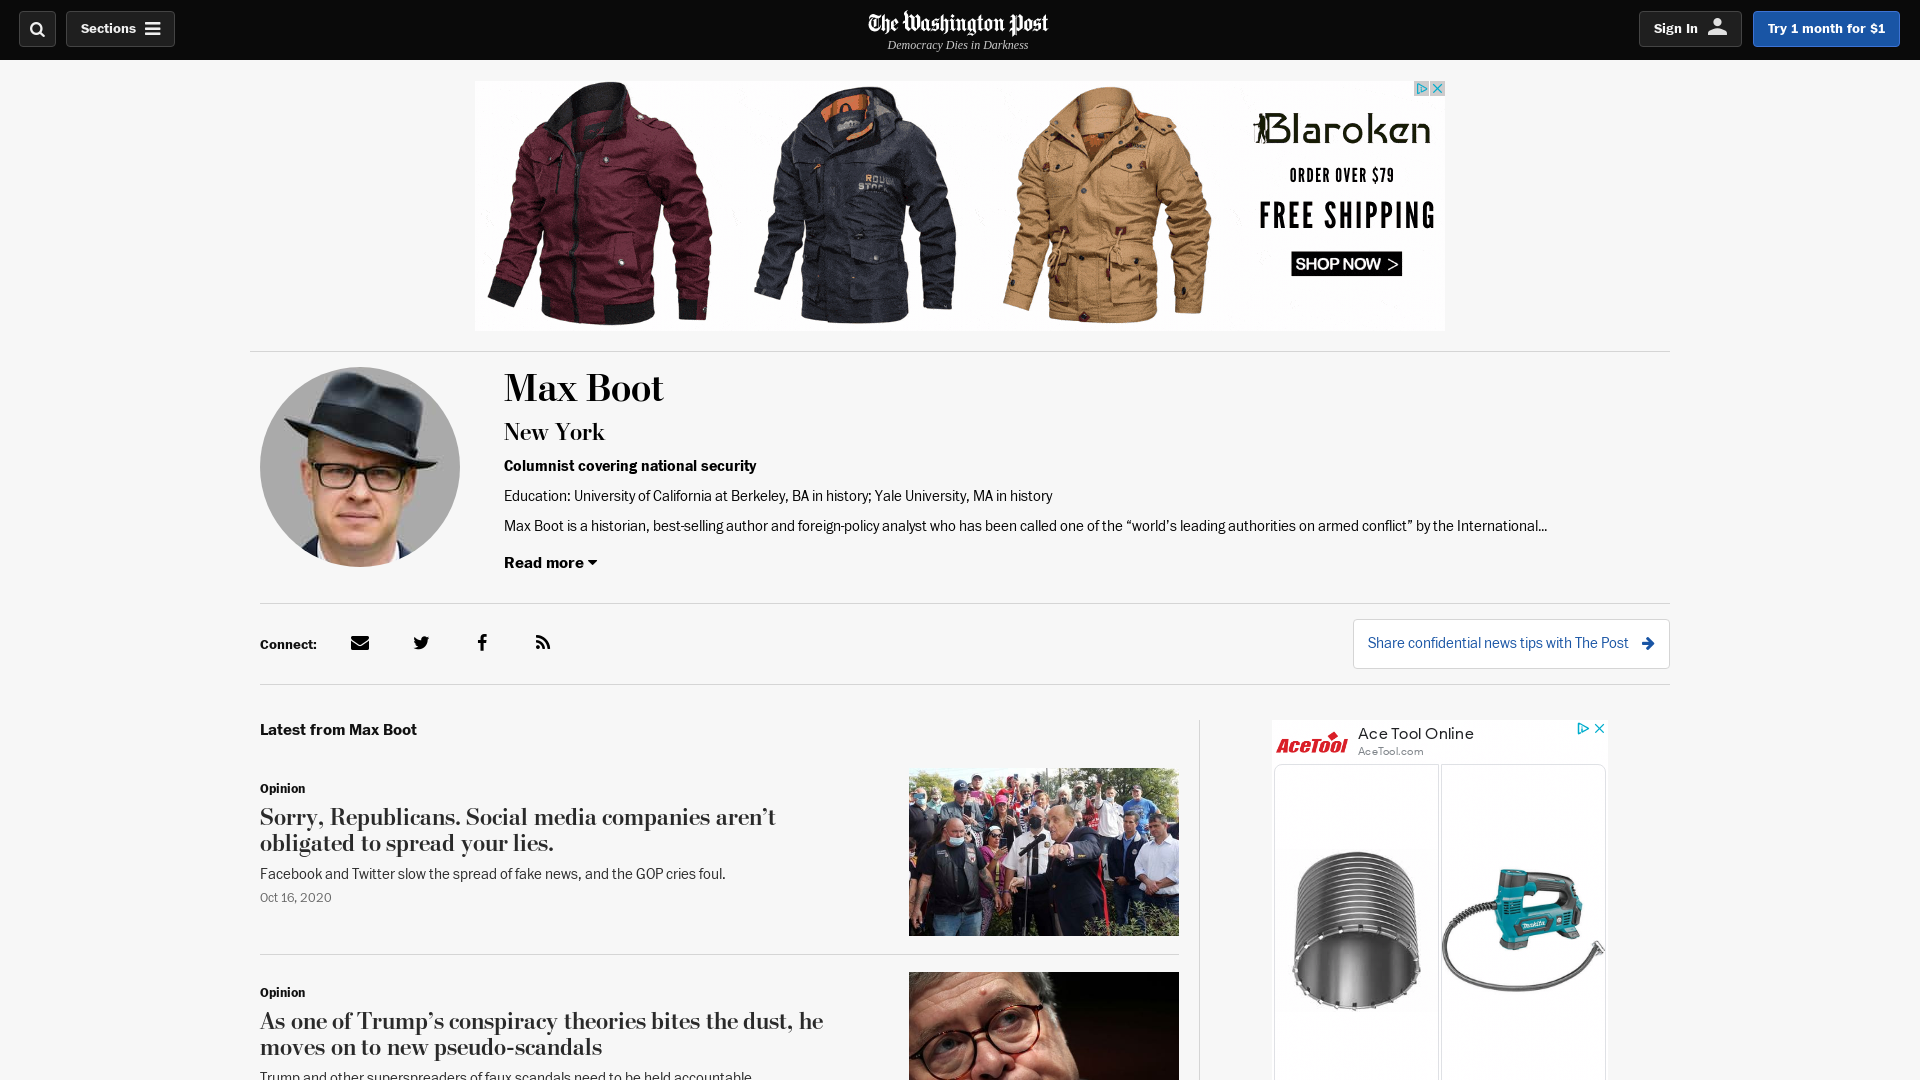 Sections
The Washington Post
Democracy Dies in Darkness
Sign In
Try 1 month for $1
ROUGH
STOCK
Blaroken
ORDER OVER $79
FREE SHIPPING
SHOP NOW >
Max Boot
New York
Columnist covering national security
Education: University of California at Berkeley, BA in history; Yale University, MA in history
Max Boot is a historian, best-selling author and foreign-policy analyst who has been called one of the “world’s leading authorities on armed conflict” by the International...
Read more
Connect:
Share confidential news tips with The Post
Latest from Max Boot
Opinion
Sorry, Republicans. Social media companies aren’t
obligated to spread your lies.
Facebook and Twitter slow the spread of fake news, and the GOP cries foul.
Oct 16, 2020
Opinion
As one of Trump’s conspiracy theories bites the dust, he
moves on to new pseudo-scandals
Trump and other superspreaders of faux scandals need to be held accountable.
AceTool
Ace Tool Online
AceTool.com
Makita